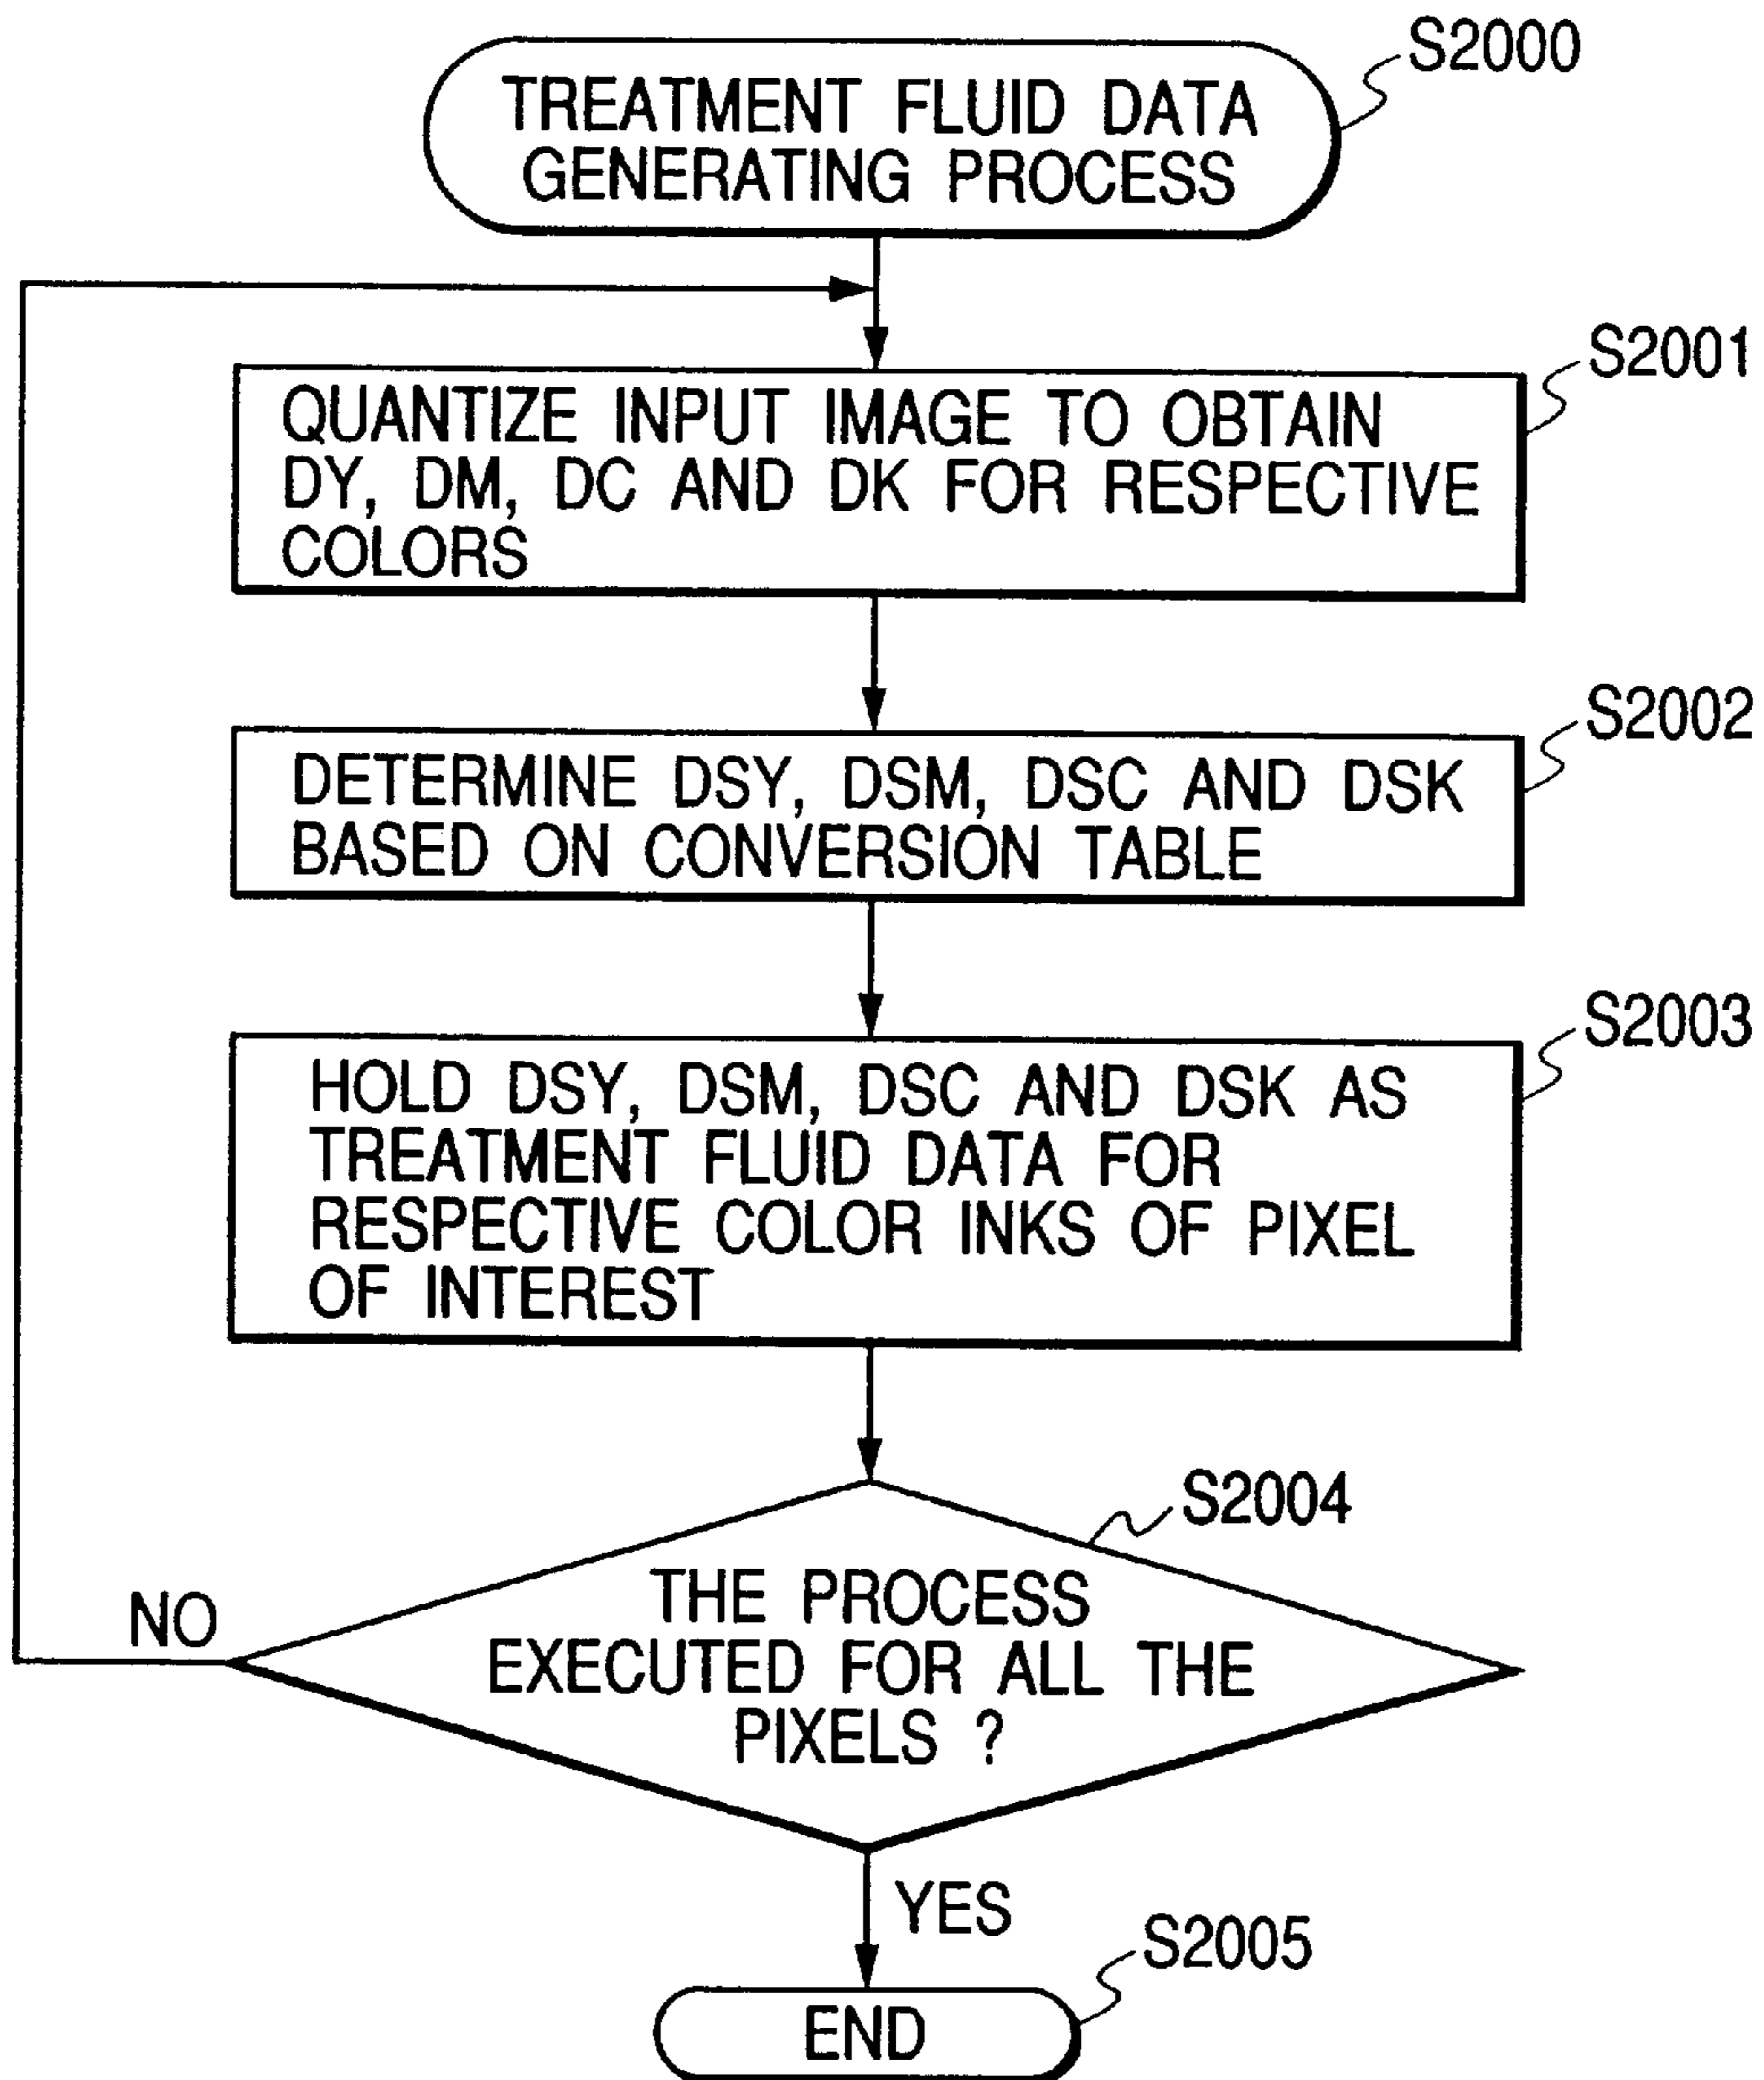 S2000
TREATMENT FLUID DATA
GENERATING PROCESS
S2001
QUANTIZE INPUT IMAGE TO OBTAIN
DY, DM, DC AND DK FOR RESPECTIVE
COLORS
S2002
DETERMINE DSY, DSM, DSC AND DSK
BASED ON CONVERSION TABLE
S2003
HOLD DSY, DSM, DSC AND DSK AS
TREATMENT FLUID DATA FOR
RESPECTIVE COLOR INKS OF PIXEL
OF INTEREST
S2004
THE PROCESS
EXECUTED FOR ALL THE
PIXELS ?
NO
YES
S2005
END